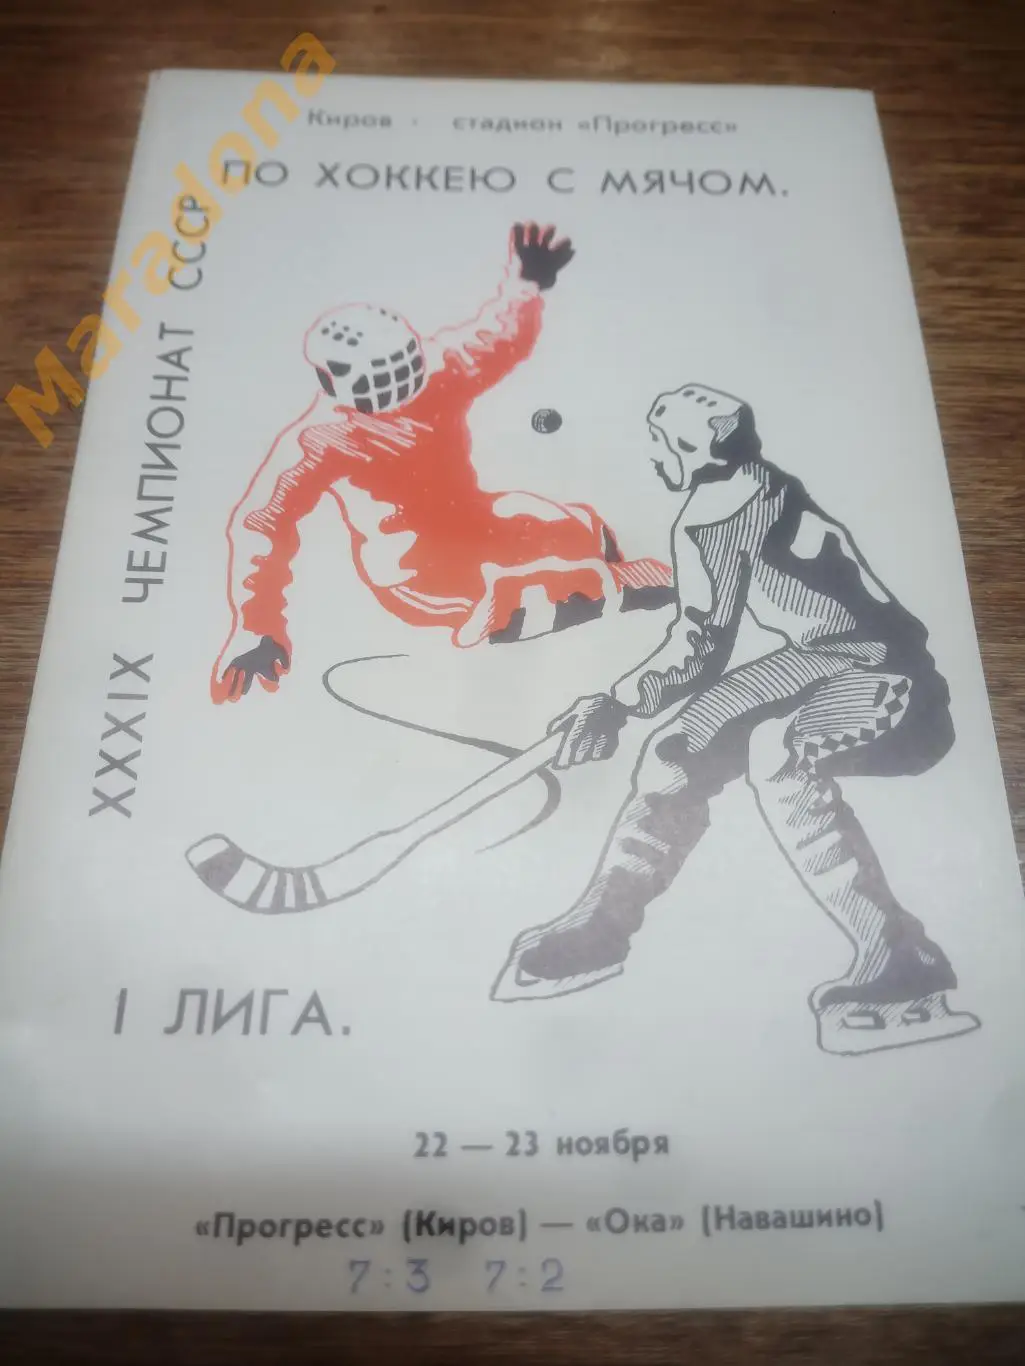 Киров . стадион «Прогресс»
XXXIX ЧЕМПИОНАТ СССР
ПО ХОККЕЮ С МЯЧОМ.
I ЛИГА.
22 — 23 ноября
«Прогресс» (Киров) — «Ока» (Навашино)
7:3 7:2
Maradona